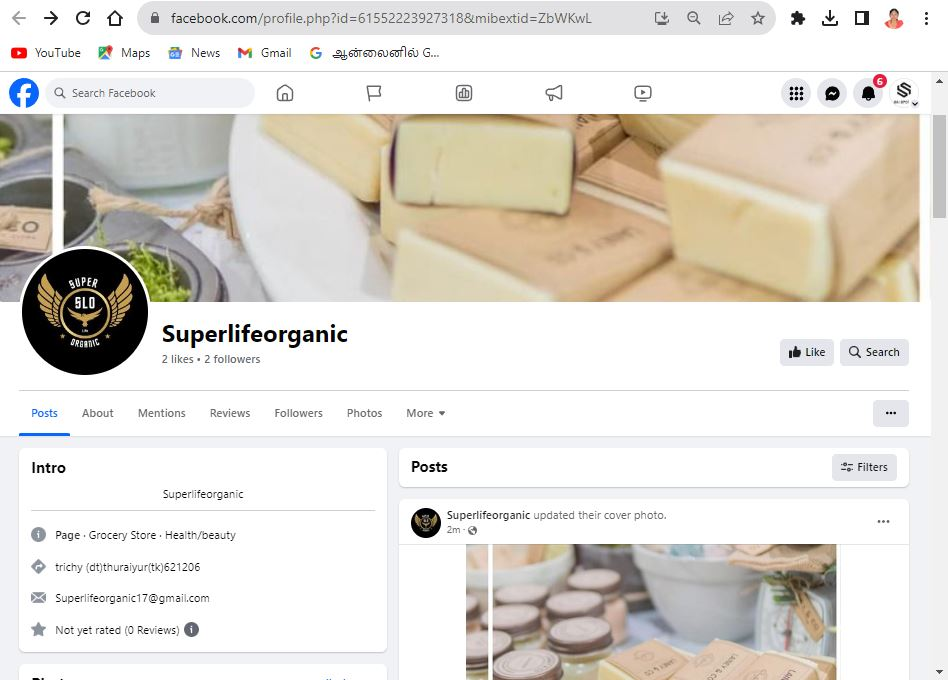 facebook.com/profile.php?id=61552223927318&mibextid=ZbWKwL
YouTube Maps News Gmail ஆன்லைனில் G...
Search Facebook
6
SUPER
SLO
Life
ORGANIC
Superlifeorganic
2 likes • 2 followers
Like Search
Posts About Mentions Reviews Followers Photos More
Intro
Superlifeorganic
Page · Grocery Store · Health/beauty
trichy (dt)thuraiyur(tk)621206
Superlifeorganic17@gmail.com
Not yet rated (0 Reviews)
Posts
Filters
Superlifeorganic updated their cover photo.
2m ·
LANEY & CO